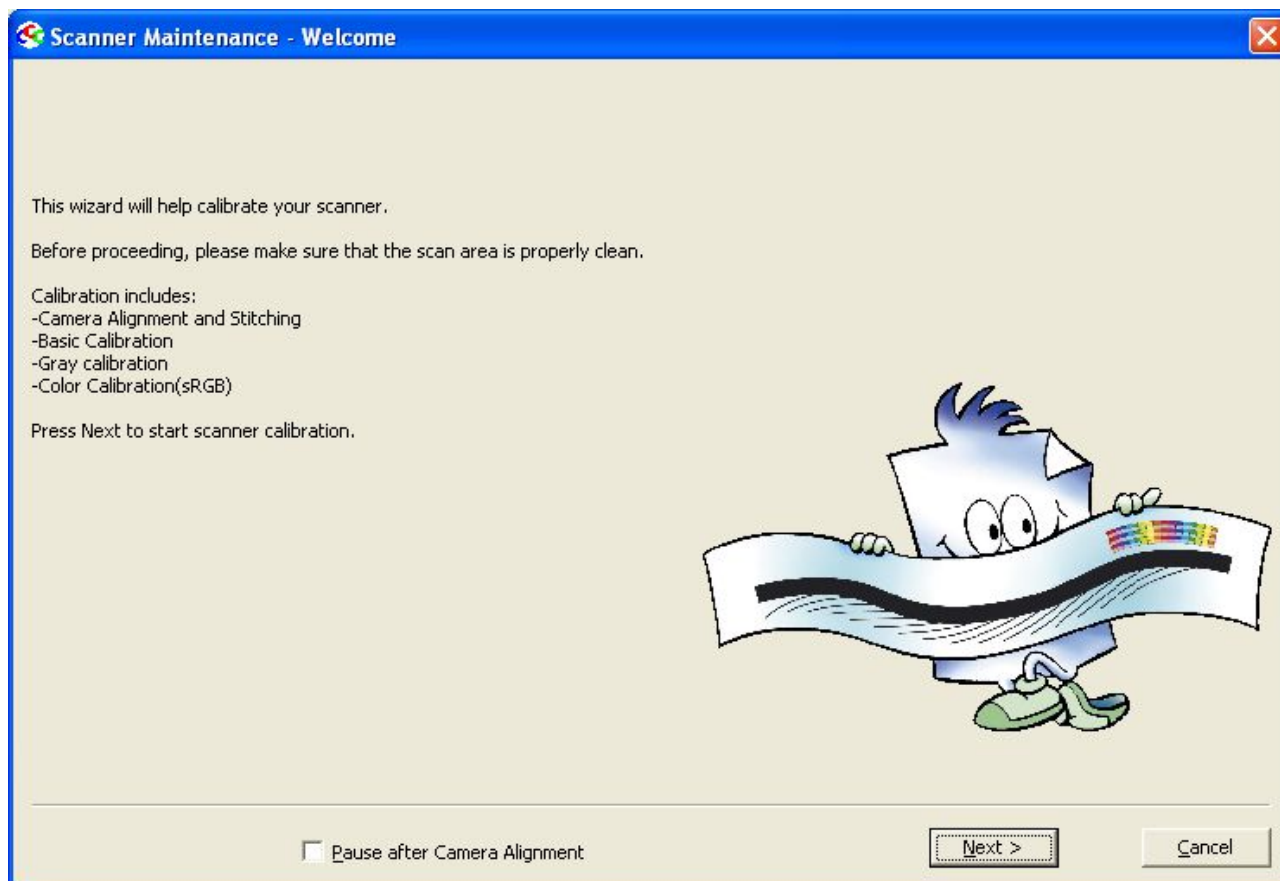 Scanner Maintenance - Welcome
This wizard will help calibrate your scanner.
Before proceeding, please make sure that the scan area is properly clean.
Calibration includes:
-Camera Alignment and Stitching
-Basic Calibration
-Gray calibration
-Color Calibration(sRGB)
Press Next to start scanner calibration.
Pause after Camera Alignment
Next >
Cancel